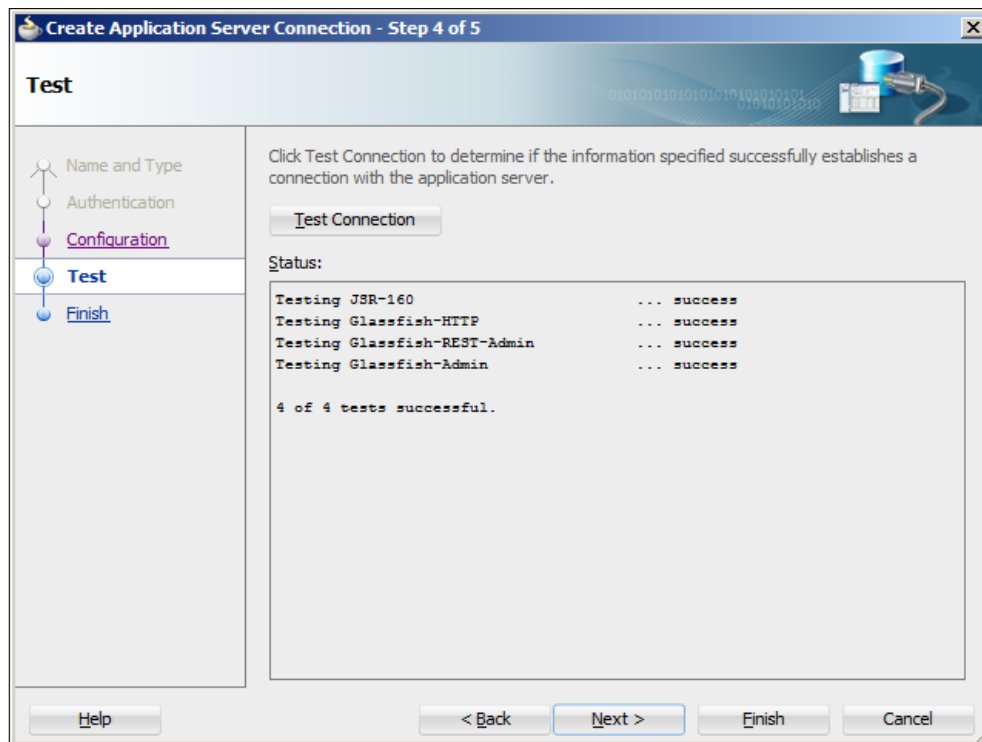 Create Application Server Connection - Step 4 of 5
Test
0101010101010101010101010101
01010101010
Name and Type
Authentication
Configuration
Test
Finish
Click Test Connection to determine if the information specified successfully establishes a
connection with the application server.
Test Connection
Status:
Testing JSR-160 ... success
Testing Glassfish-HTTP ... success
Testing Glassfish-REST-Admin ... success
Testing Glassfish-Admin ... success
4 of 4 tests successful.
Help
< Back
Next >
Finish
Cancel